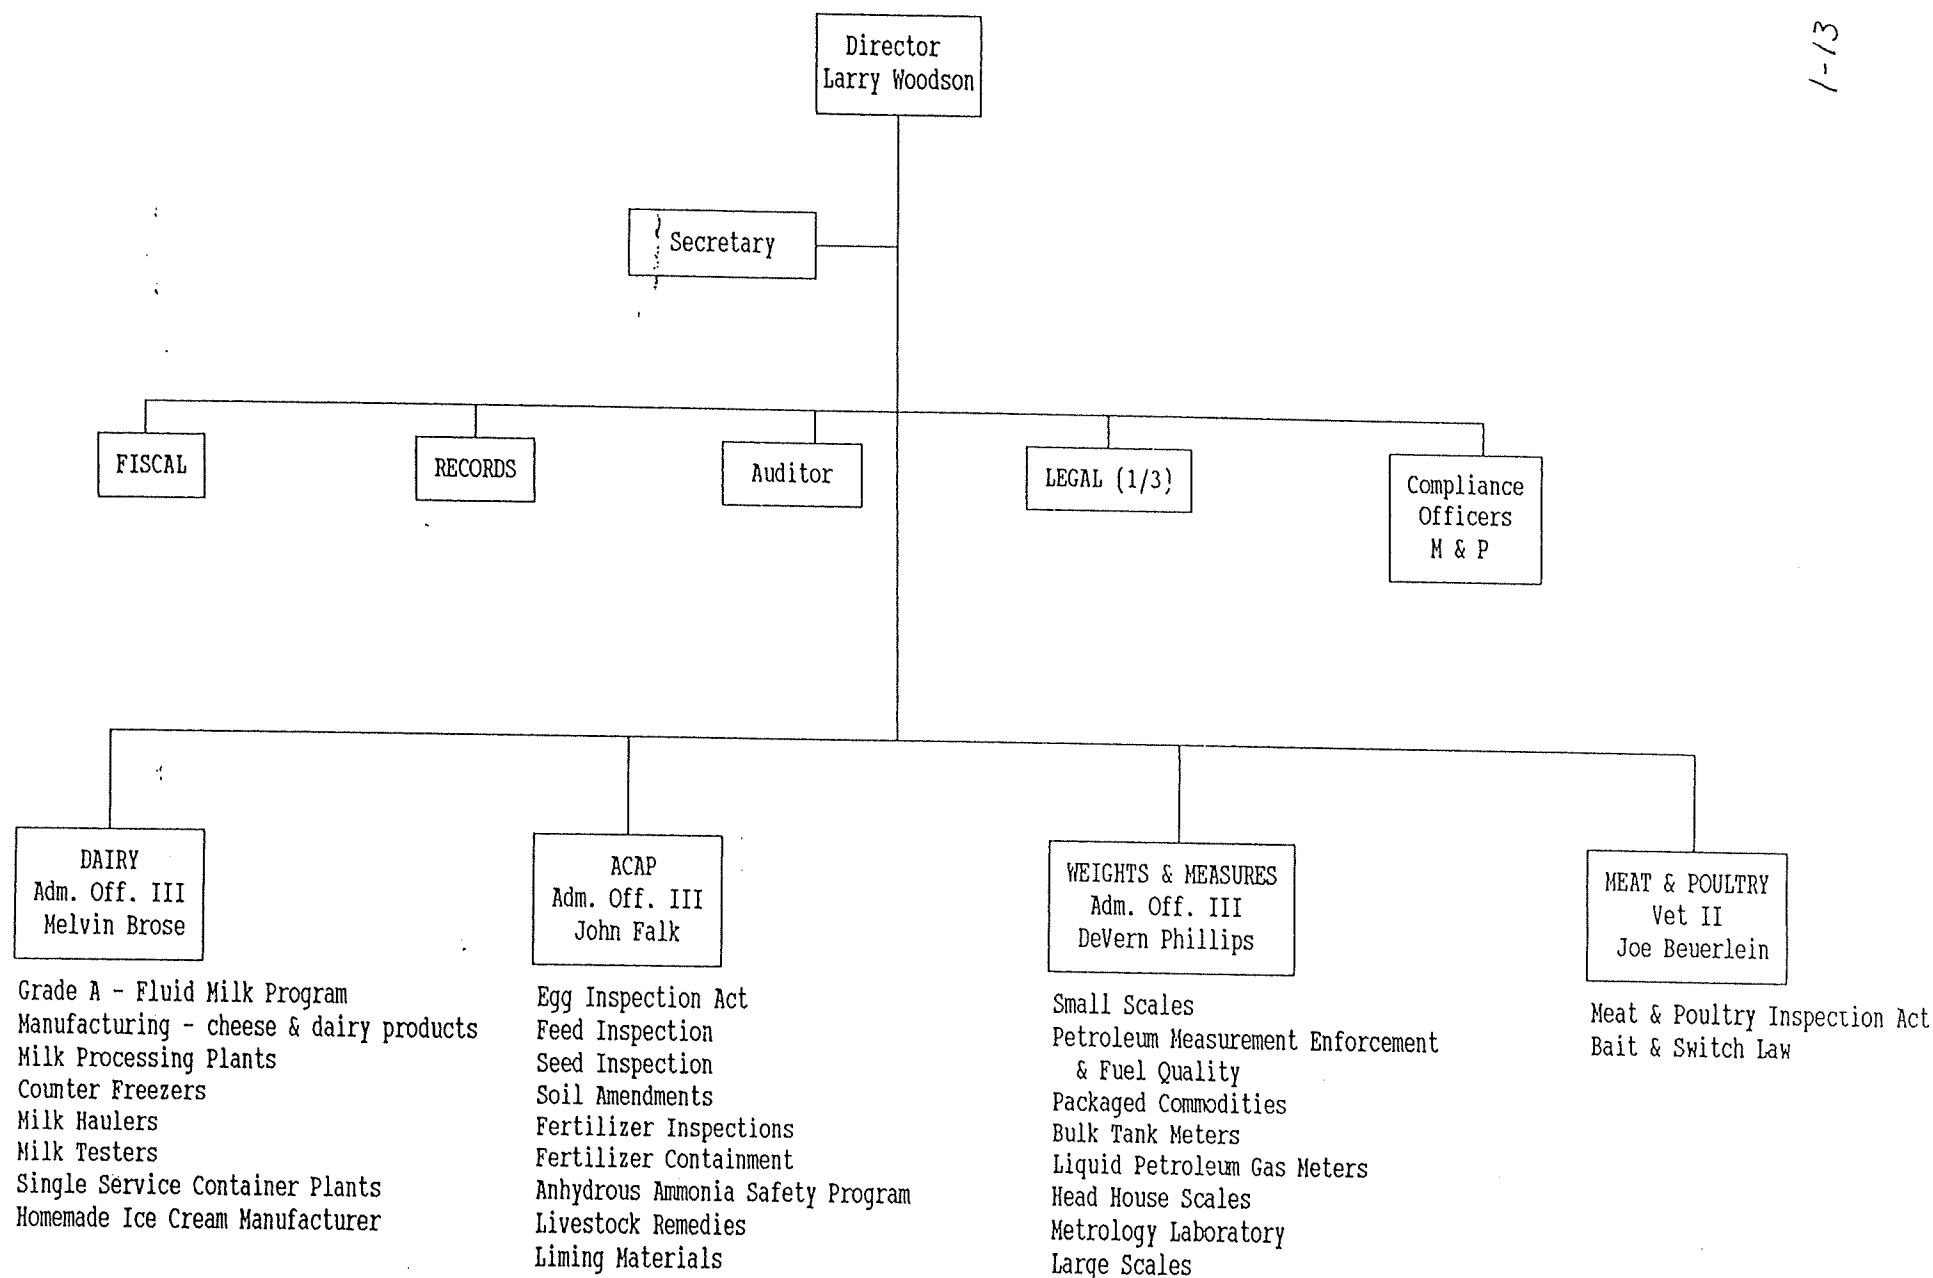 1-13
Director
Larry Woodson
Secretary
FISCAL
RECORDS
Auditor
LEGAL (1/3)
Compliance
Officers
M & P
DAIRY
Adm. Off. III
Melvin Brose
Grade A - Fluid Milk Program
Manufacturing - cheese & dairy products
Milk Processing Plants
Counter Freezers
Milk Haulers
Milk Testers
Single Service Container Plants
Homemade Ice Cream Manufacturer
ACAP
Adm. Off. III
John Falk
Egg Inspection Act
Feed Inspection
Seed Inspection
Soil Amendments
Fertilizer Inspections
Fertilizer Containment
Anhydrous Ammonia Safety Program
Livestock Remedies
Liming Materials
WEIGHTS & MEASURES
Adm. Off. III
DeVern Phillips
Small Scales
Petroleum Measurement Enforcement
& Fuel Quality
Packaged Commodities
Bulk Tank Meters
Liquid Petroleum Gas Meters
Head House Scales
Metrology Laboratory
Large Scales
MEAT & POULTRY
Vet II
Joe Beuerlein
Meat & Poultry Inspection Act
Bait & Switch Law